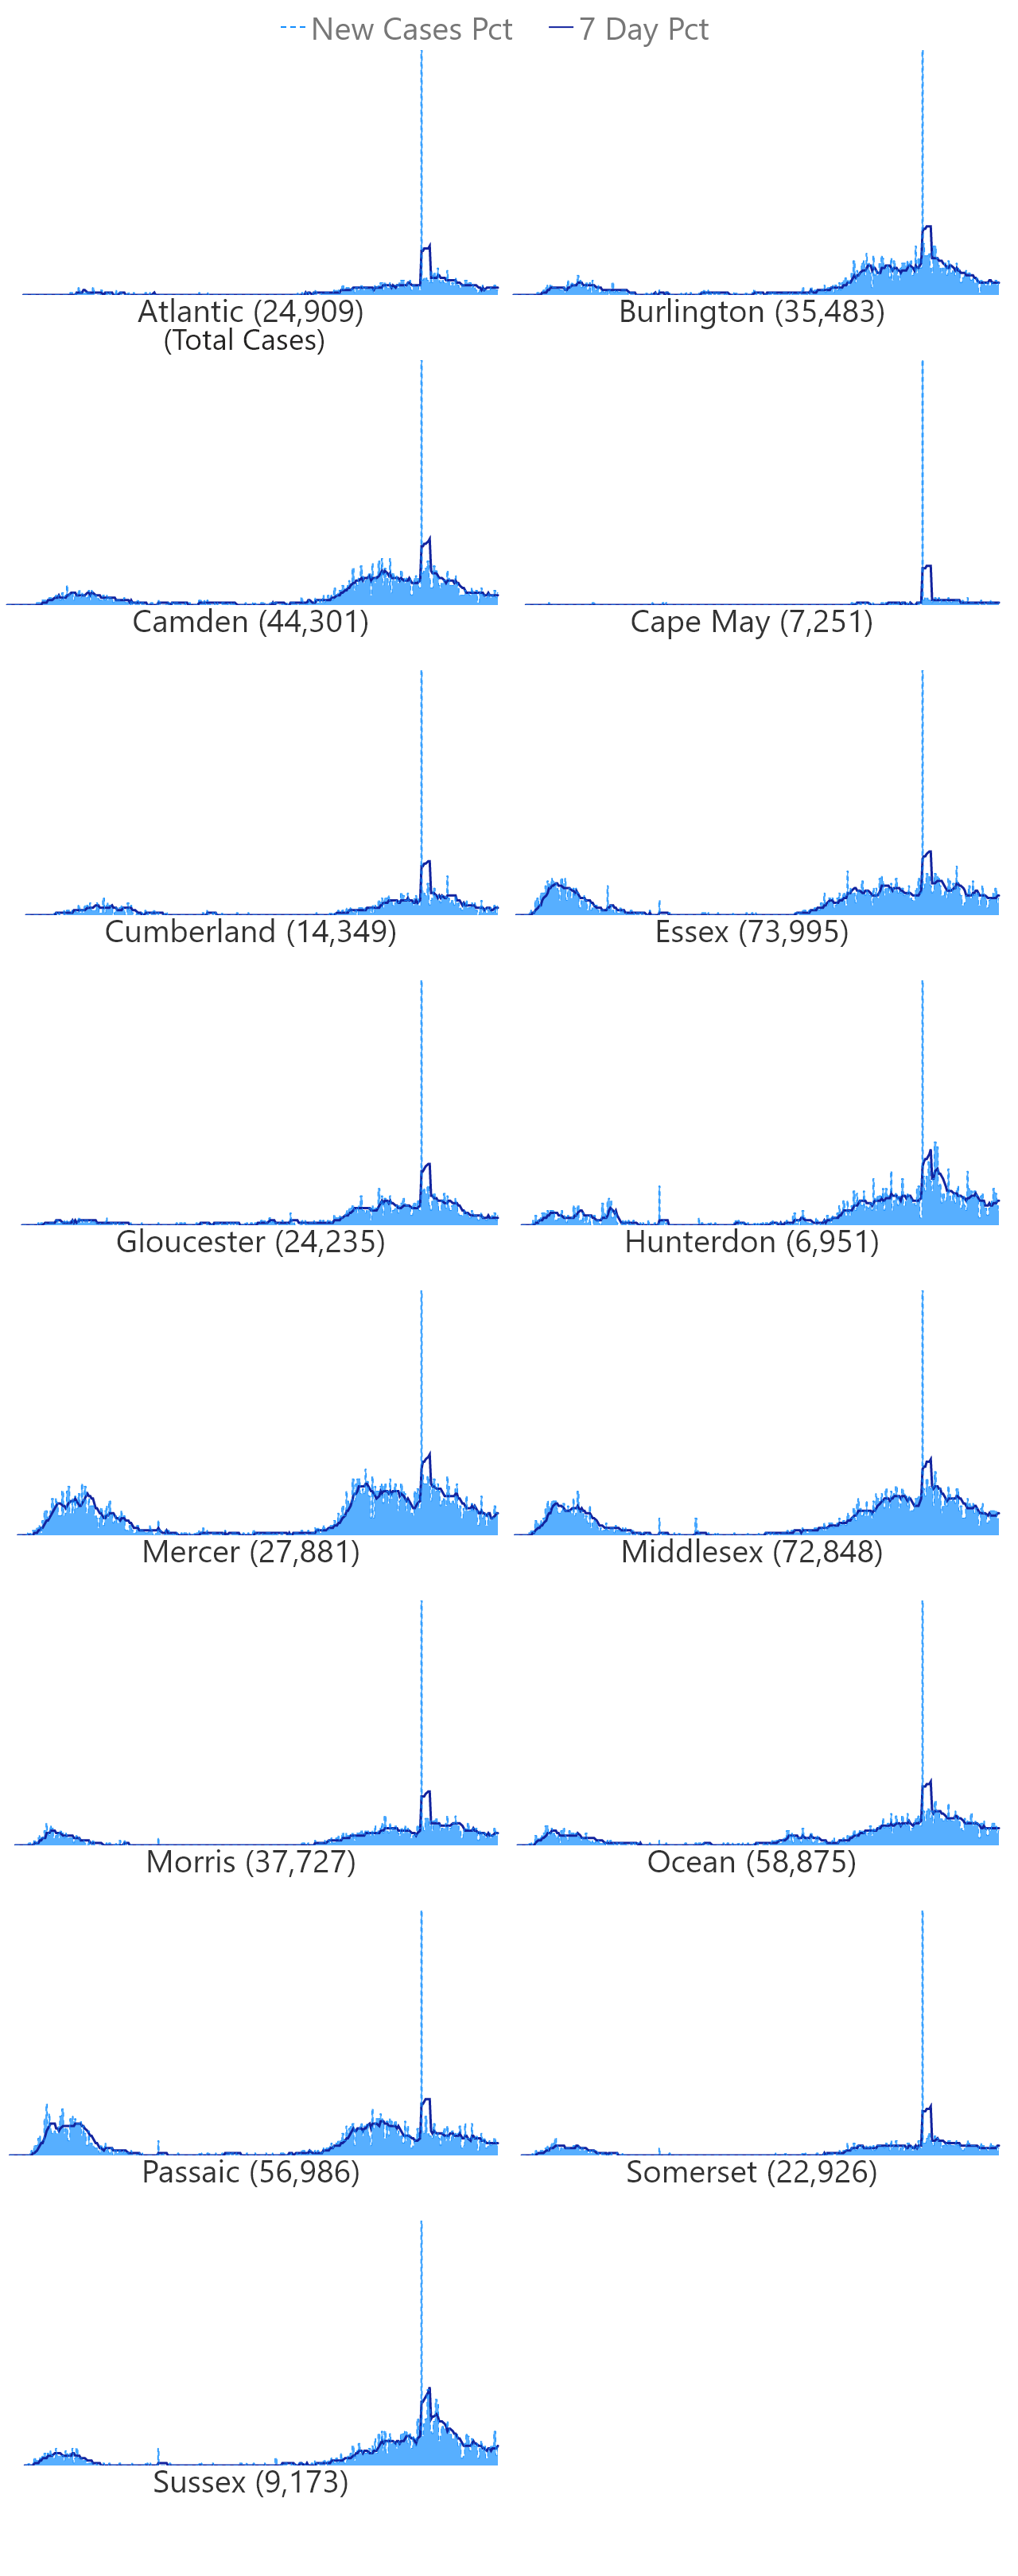 New Cases Pct 7 Day Pct
Atlantic (24,909) Burlington (35,483)
(Total Cases)
Camden (44,301) Cape May (7,251)
Cumberland (14,349) Essex (73,995)
Gloucester (24,235) Hunterdon (6,951)
Mercer (27,881) Middlesex (72,848)
Morris (37,727) Ocean (58,875)
Passaic (56,986) Somerset (22,926)
Sussex (9,173)